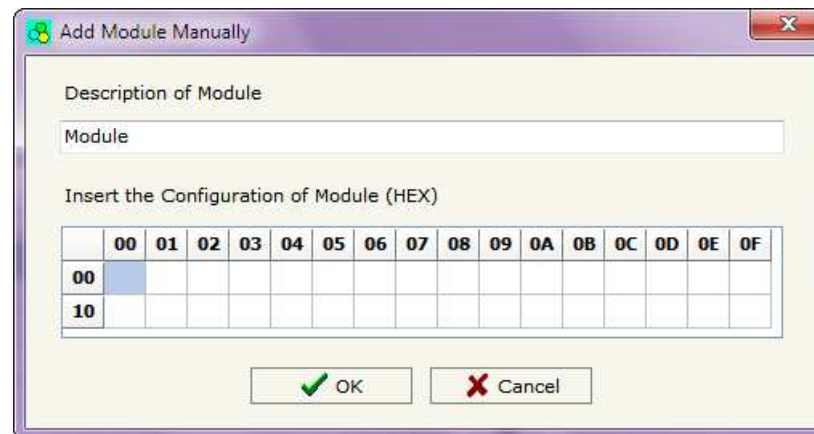 Add Module Manually
X
Description of Module
Module
Insert the Configuration of Module (HEX)
00 01 02 03 04 05 06 07 08 09 0A 0B 0C 0D 0E 0F
00
10
OK Cancel